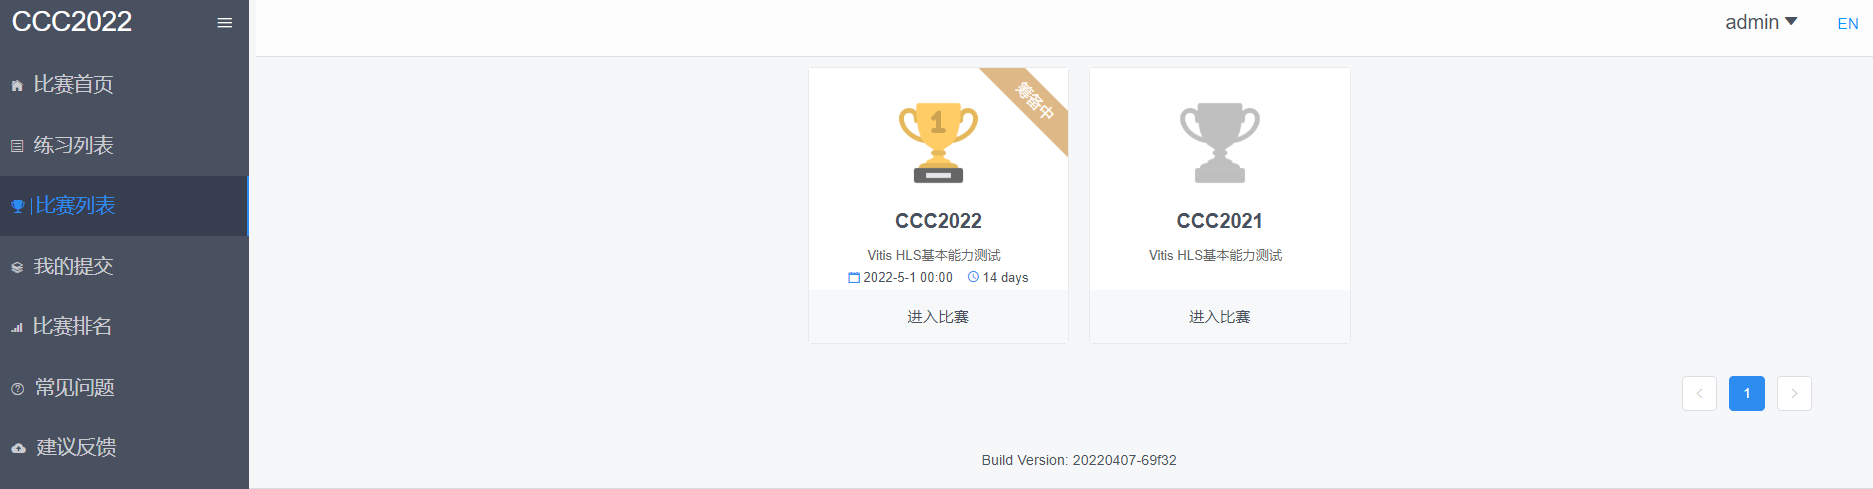 CCC2022
admin
EN
比赛首页
练习列表
比赛列表
我的提交
比赛排名
常见问题
建议反馈
筹备中
1
CCC2022
Vitis HLS基本能力测试
2022-5-1 00:00 14 days
进入比赛
CCC2021
Vitis HLS基本能力测试
进入比赛
1
Build Version: 20220407-69f32